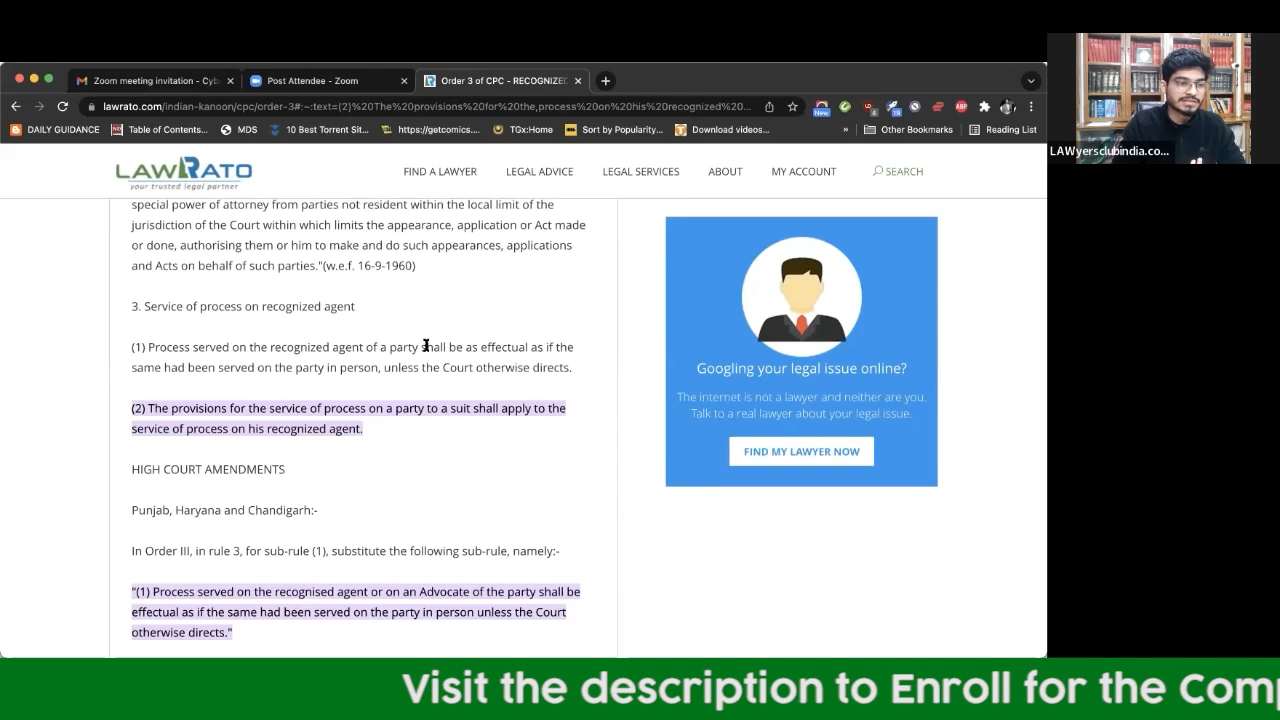 Zoom meeting invitation - Cyb
Post Attendee - Zoom
Order 3 of CPC - RECOGNIZED
lawrato.com/indian-kanoon/cpc/order-3#:~:text=(2)%20The%20provisions%20for%20the,process%20on%20his%20recognized%20...
New
ABP
DAILY GUIDANCE
Table of Contents...
MDS
10 Best Torrent Sit...
https://getcomics....
TGx:Home
Sort by Popularity...
Download videos...
»
Other Bookmarks
Reading List
LAWyersclubindia.co...
LAWRATO
your trusted legal partner
FIND A LAWYER
LEGAL ADVICE
LEGAL SERVICES
ABOUT
MY ACCOUNT
SEARCH
special power of attorney from parties not resident within the local limit of the
jurisdiction of the Court within which limits the appearance, application or Act made
or done, authorising them or him to make and do such appearances, applications
and Acts on behalf of such parties."(w.e.f. 16-9-1960)
3. Service of process on recognized agent
(1) Process served on the recognized agent of a party shall be as effectual as if the
same had been served on the party in person, unless the Court otherwise directs.
(2) The provisions for the service of process on a party to a suit shall apply to the
service of process on his recognized agent.
HIGH COURT AMENDMENTS
Punjab, Haryana and Chandigarh:-
In Order III, in rule 3, for sub-rule (1), substitute the following sub-rule, namely:-
"(1) Process served on the recognised agent or on an Advocate of the party shall be
effectual as if the same had been served on the party in person unless the Court
otherwise directs."
Googling your legal issue online?
The internet is not a lawyer and neither are you.
Talk to a real lawyer about your legal issue.
FIND MY LAWYER NOW
Visit the description to Enroll for the Comp